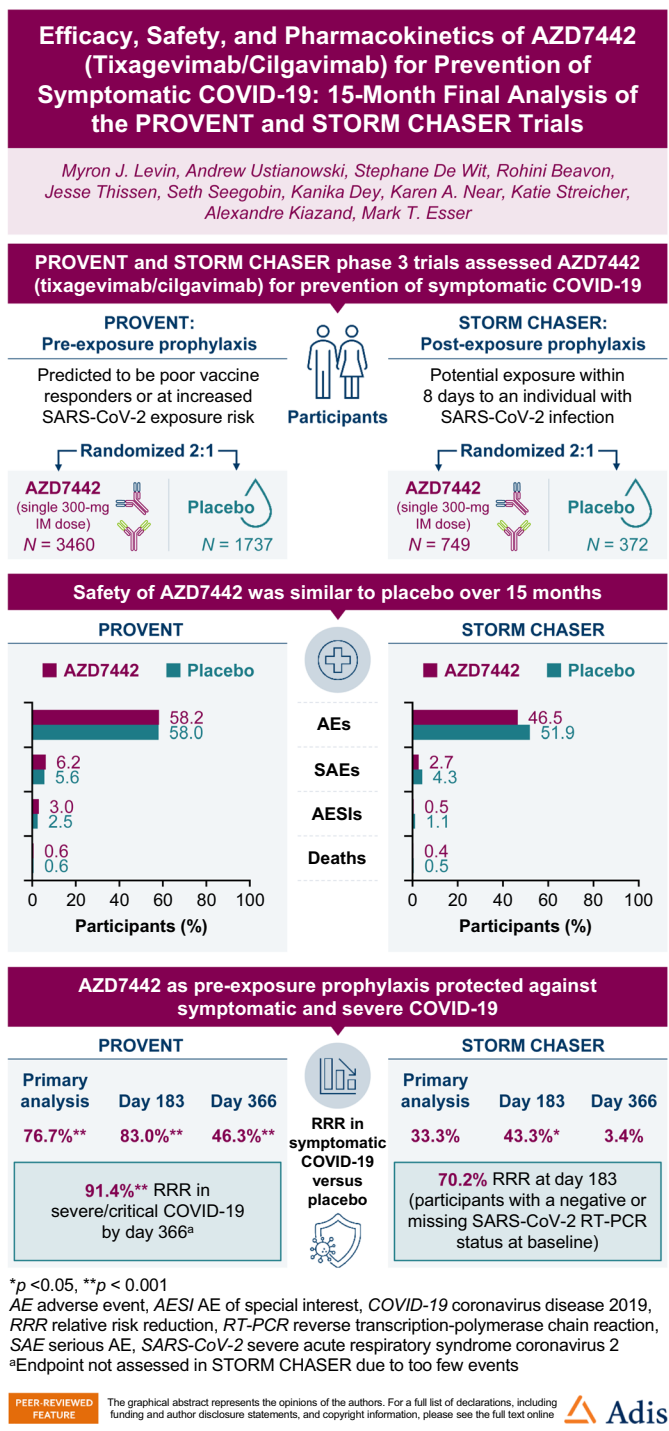 Efficacy, Safety, and Pharmacokinetics of AZD7442
(Tixagevimab/Cilgavimab) for Prevention of
Symptomatic COVID-19: 15-Month Final Analysis of
the PROVENT and STORM CHASER Trials
Myron J. Levin, Andrew Ustianowski, Stephane De Wit, Rohini Beavon,
Jesse Thissen, Seth Seegobin, Kanika Dey, Karen A. Near, Katie Streicher,
Alexandre Kiazand, Mark T. Esser
PROVENT and STORM CHASER phase 3 trials assessed AZD7442
(tixagevimab/cilgavimab) for prevention of symptomatic COVID-19
PROVENT:
Pre-exposure prophylaxis
Predicted to be poor vaccine
responders or at increased
SARS-CoV-2 exposure risk
Randomized 2:1
AZD7442
(single 300-mg
IM dose)
N = 3460
Placebo
N = 1737
Participants
STORM CHASER:
Post-exposure prophylaxis
Potential exposure within
8 days to an individual with
SARS-CoV-2 infection
Randomized 2:1
AZD7442
(single 300-mg
IM dose)
N = 749
Placebo
N = 372
Safety of AZD7442 was similar to placebo over 15 months
PROVENT
AZD7442 Placebo
58.2
58.0
6.2
5.6
3.0
2.5
0.6
0.6
0 20 40 60 80 100
Participants (%)
AEs
SAEs
AESIs
Deaths
STORM CHASER
AZD7442 Placebo
46.5
51.9
2.7
4.3
0.5
1.1
0.4
0.5
0 20 40 60 80 100
Participants (%)
AZD7442 as pre-exposure prophylaxis protected against
symptomatic and severe COVID-19
PROVENT
Primary
analysis Day 183 Day 366
76.7%** 83.0%** 46.3%**
91.4%** RRR in
severe/critical COVID-19
by day 366ᵃ
RRR in
symptomatic
COVID-19
versus
placebo
STORM CHASER
Primary
analysis Day 183 Day 366
33.3% 43.3%* 3.4%
70.2% RRR at day 183
(participants with a negative or
missing SARS-CoV-2 RT-PCR
status at baseline)
*p <0.05, **p < 0.001
AE adverse event, AESI AE of special interest, COVID-19 coronavirus disease 2019,
RRR relative risk reduction, RT-PCR reverse transcription-polymerase chain reaction,
SAE serious AE, SARS-CoV-2 severe acute respiratory syndrome coronavirus 2
ᵃEndpoint not assessed in STORM CHASER due to too few events
PEER-REVIEWED
FEATURE
The graphical abstract represents the opinions of the authors. For a full list of declarations, including
funding and author disclosure statements, and copyright information, please see the full text online
Adis